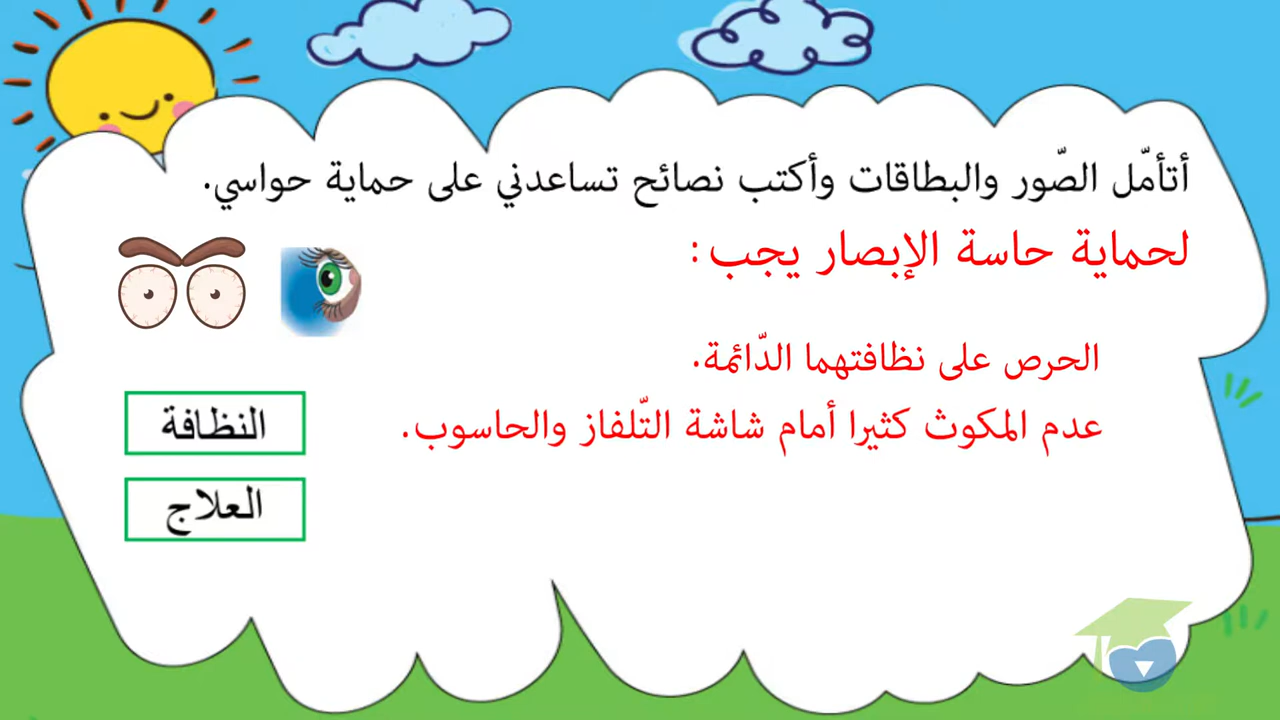 أتأمّل الصّور والبطاقات وأكتب نصائح تساعدني على حماية حواسي.
لحماية حاسة الإبصار يجب :
الحرص على نظافتهما الدّائمة.
عدم المكوث كثيرا أمام شاشة التّلفاز والحاسوب.
النظافة
العلاج